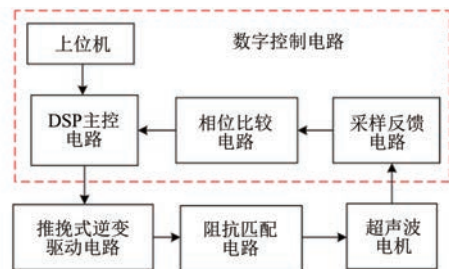 上位机
数字控制电路
DSP主控
电路
相位比较
电路
采样反馈
电路
推挽式逆变
驱动电路
阻抗匹配
电路
超声波
电机